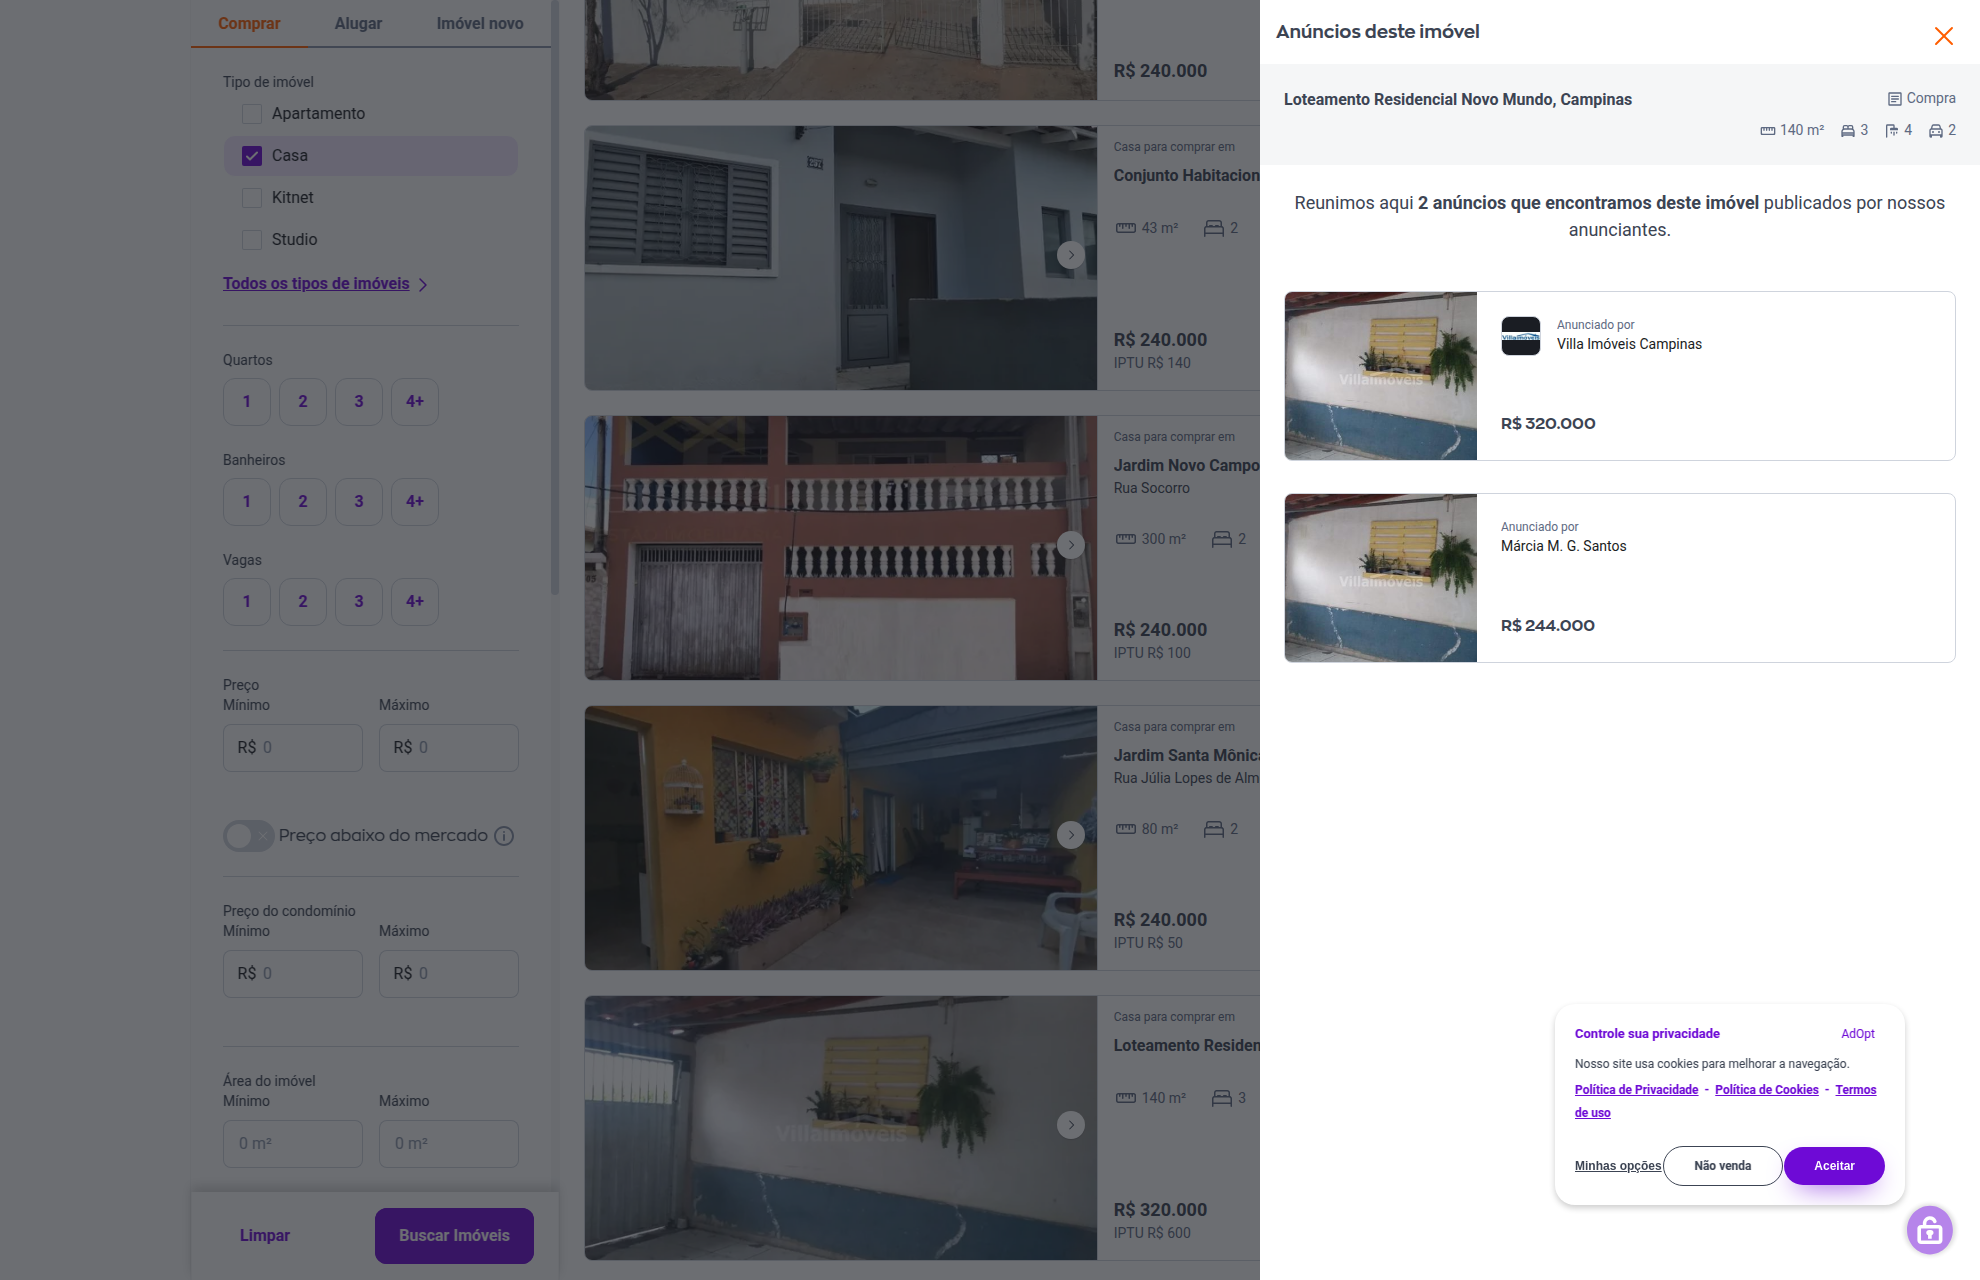 Comprar
Alugar
Imóvel novo
Tipo de imóvel
Apartamento
Casa
Kitnet
Studio
Todos os tipos de imóveis
Quartos
1
2
3
4+
Banheiros
1
2
3
4+
Vagas
1
2
3
4+
Preço
Mínimo
Máximo
R$ 0
R$ 0
Preço abaixo do mercado
Preço do condomínio
Mínimo
Máximo
R$ 0
R$ 0
Área do imóvel
Mínimo
Máximo
0 m²
0 m²
Limpar
Buscar Imóveis
R$ 240.000
Casa para comprar em
Conjunto Habitacion
43 m²
2
R$ 240.000
IPTU R$ 140
Casa para comprar em
Jardim Novo Campo
Rua Socorro
300 m²
2
R$ 240.000
IPTU R$ 100
Casa para comprar em
Jardim Santa Mônica
Rua Júlia Lopes de Alm
80 m²
2
R$ 240.000
IPTU R$ 50
Casa para comprar em
Loteamento Residen
140 m²
3
VillaImóveis
R$ 320.000
IPTU R$ 600
Anúncios deste imóvel
Loteamento Residencial Novo Mundo, Campinas
Compra
140 m²
3
4
2
Reunimos aqui 2 anúncios que encontramos deste imóvel publicados por nossos
anunciantes.
VillaImóveis
Villaimóveis
Anunciado por
Villa Imóveis Campinas
R$ 320.000
VillaImóveis
Anunciado por
Márcia M. G. Santos
R$ 244.000
Controle sua privacidade
AdOpt
Nosso site usa cookies para melhorar a navegação.
Política de Privacidade - Política de Cookies - Termos
de uso
Minhas opções
Não venda
Aceitar